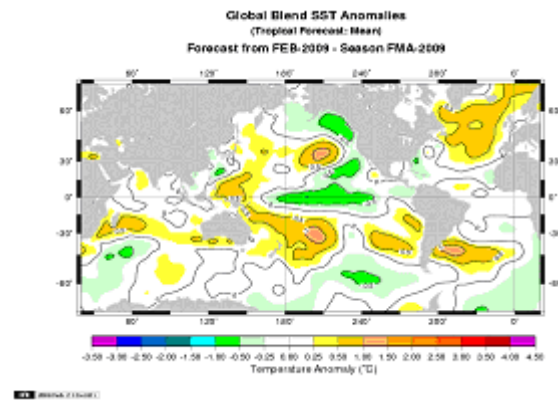 Global Blend SST Anomalies
(Tropical Forecast: Mean)
Forecast from FEB-2009 - Season FMA-2009
60° 120° 180° 240° 300° 0°
60°
30°
0°
-30°
-60°
60° 120° 180° 240° 300° 0°
-3.50 -3.00 -2.50 -2.00 -1.50 -1.00 -0.50 -0.25 0.00 0.25 0.50 1.00 1.50 2.00 2.50 3.00 3.50 4.00 4.50
Temperature Anomaly (°C)